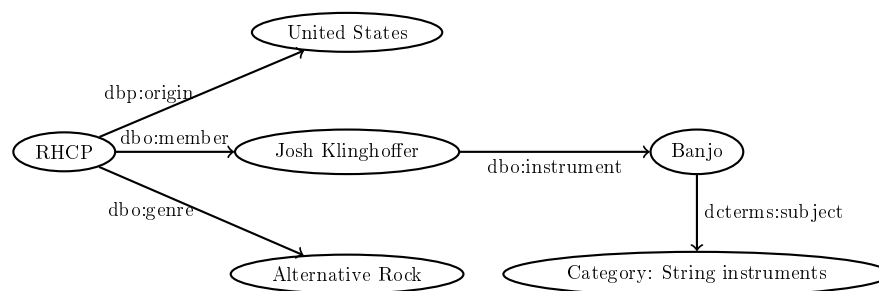 United States
dbp:origin
RHCP
dbo:member
Josh Klinghoffer
dbo:instrument
Banjo
dbo:genre
dcterms:subject
Alternative Rock
Category: String instruments